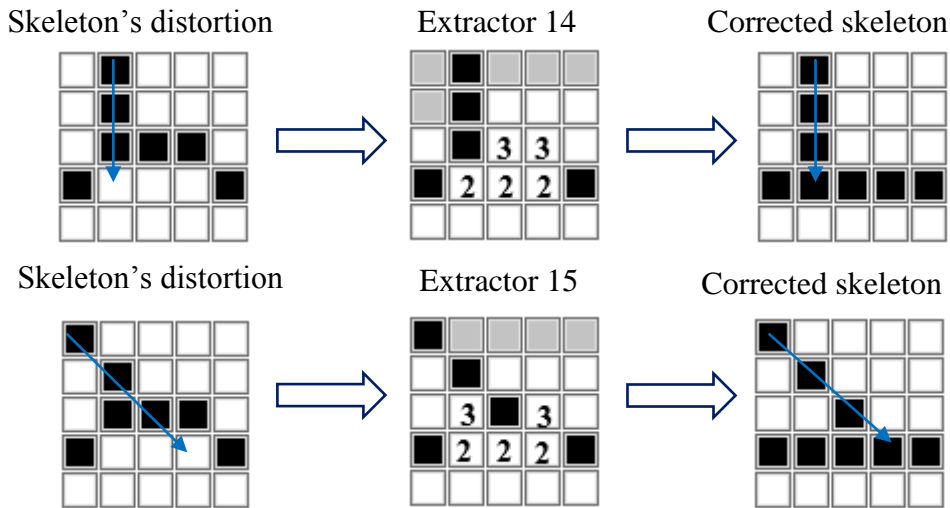 Skeleton’s distortion
Extractor 14
Corrected skeleton
3 3
2 2 2
Skeleton’s distortion
Extractor 15
Corrected skeleton
3 3
2 2 2